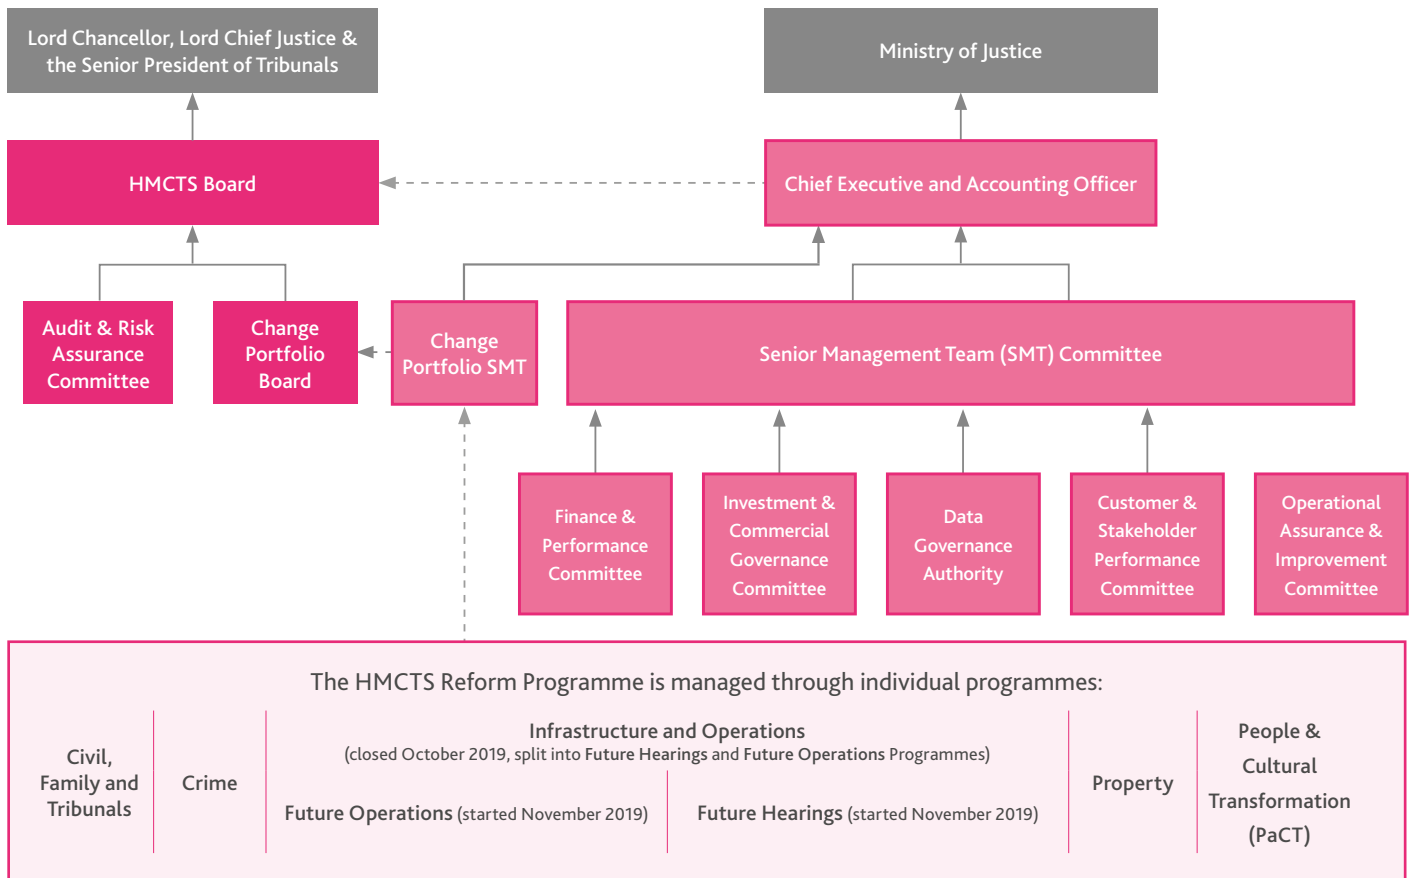 Lord Chancellor, Lord Chief Justice &
the Senior President of Tribunals
Ministry of Justice
HMCTS Board
Chief Executive and Accounting Officer
Audit & Risk
Assurance
Committee
Change
Portfolio
Board
Change
Portfolio SMT
Senior Management Team (SMT) Committee
Finance &
Performance
Committee
Investment &
Commercial
Governance
Committee
Data
Governance
Authority
Customer &
Stakeholder
Performance
Committee
Operational
Assurance &
Improvement
Committee
The HMCTS Reform Programme is managed through individual programmes:
Civil,
Family and
Tribunals
Crime
Infrastructure and Operations
(closed October 2019, split into Future Hearings and Future Operations Programmes)
Future Operations (started November 2019)
Future Hearings (started November 2019)
Property
People &
Cultural
Transformation
(PaCT)